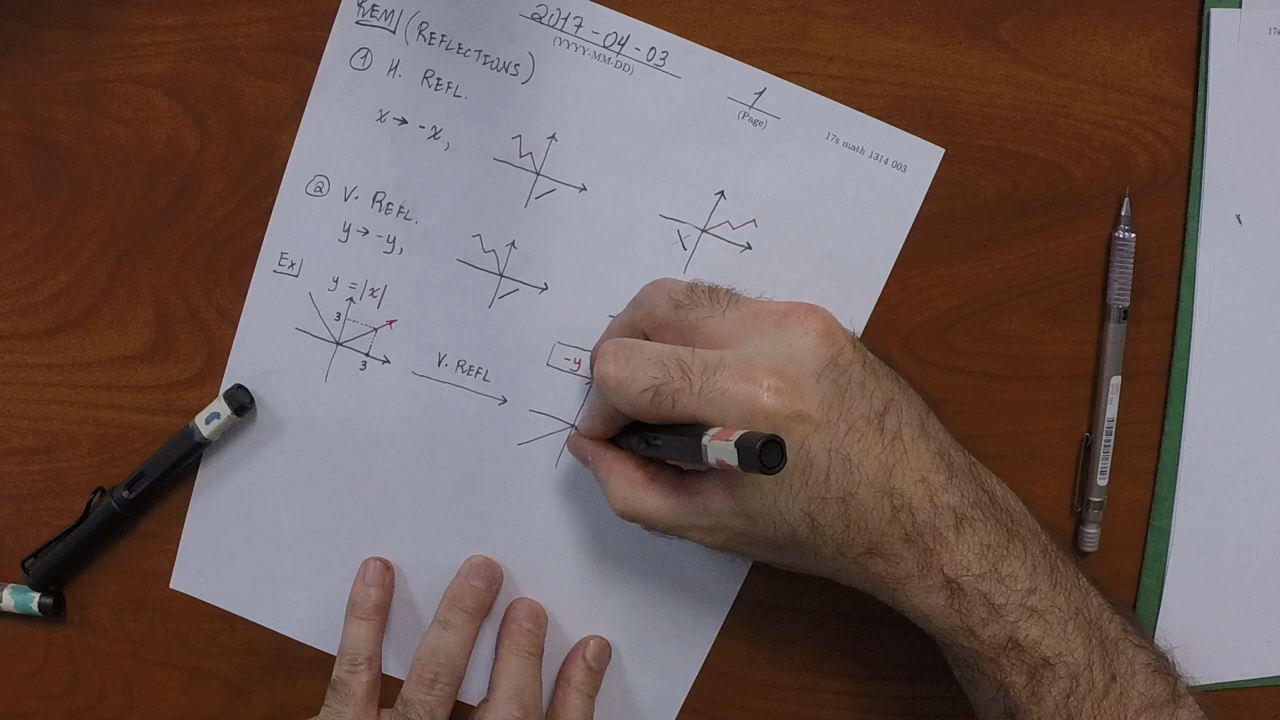 2017-04-03
(YYYY-MM-DD)
1
(Page)
17s math 1314 003
REM (REFLECTIONS)
① H. REFL.
x → -x,
② V. REFL.
y → -y,
Ex
y = |x|
3
3
V. REFL
-y
17s